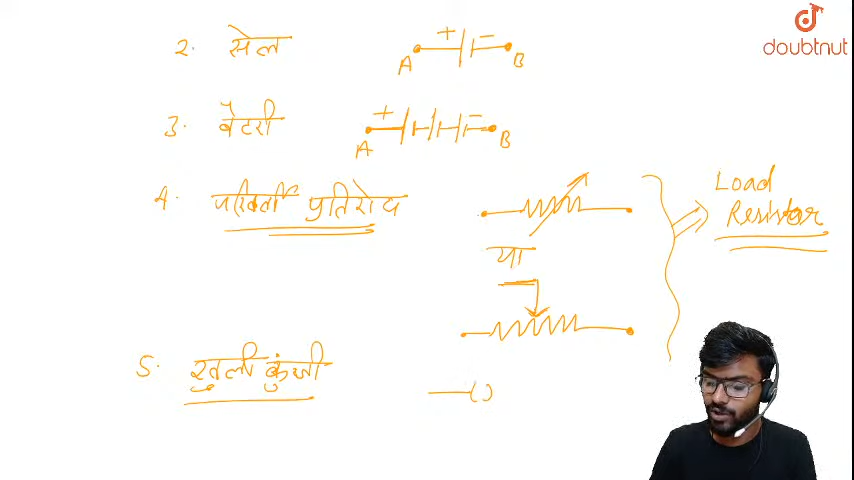 doubtnut
2. सेल
+ -
A B
3. बैटरी
+ -
A B
4. परिवर्ती प्रतिरोध
या
Load
Resistor
5. खुली कुंजी